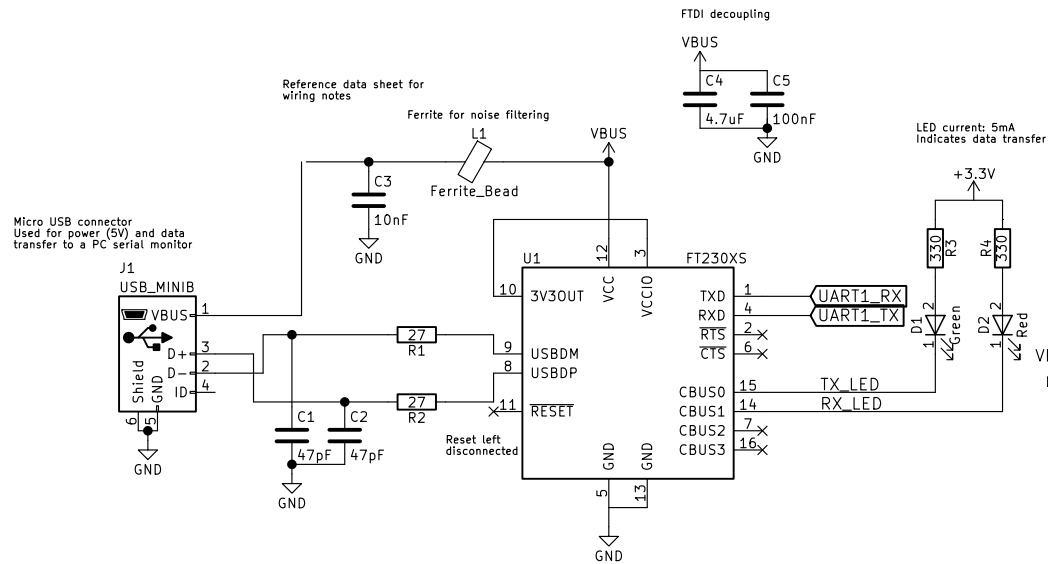 FTDI decoupling
VBUS
C4
C5
4.7uF
100nF
GND
Reference data sheet for
wiring notes
Ferrite for noise filtering
L1
Ferrite_Bead
VBUS
C3
10nF
GND
LED current: 5mA
Indicates data transfer
+3.3V
330
R3
R4
330
D1
Green
2
1
D2
Red
2
1
Micro USB connector
Used for power (5V) and data
transfer to a PC serial monitor
J1
USB_MINIB
VBUS
1
D+
3
D-
2
ID
4
Shield
GND
6
5
GND
27
R1
27
R2
C1
47pF
C2
47pF
GND
Reset left
disconnected
U1
FT230XS
12
VCC
3
VCCIO
10
3V3OUT
9
USBDM
8
USBDP
11
RESET
GND
5
GND
13
GND
TXD
1
UART1_RX
RXD
4
UART1_TX
RTS
2
CTS
6
CBUS0
15
TX_LED
CBUS1
14
RX_LED
CBUS2
7
CBUS3
16